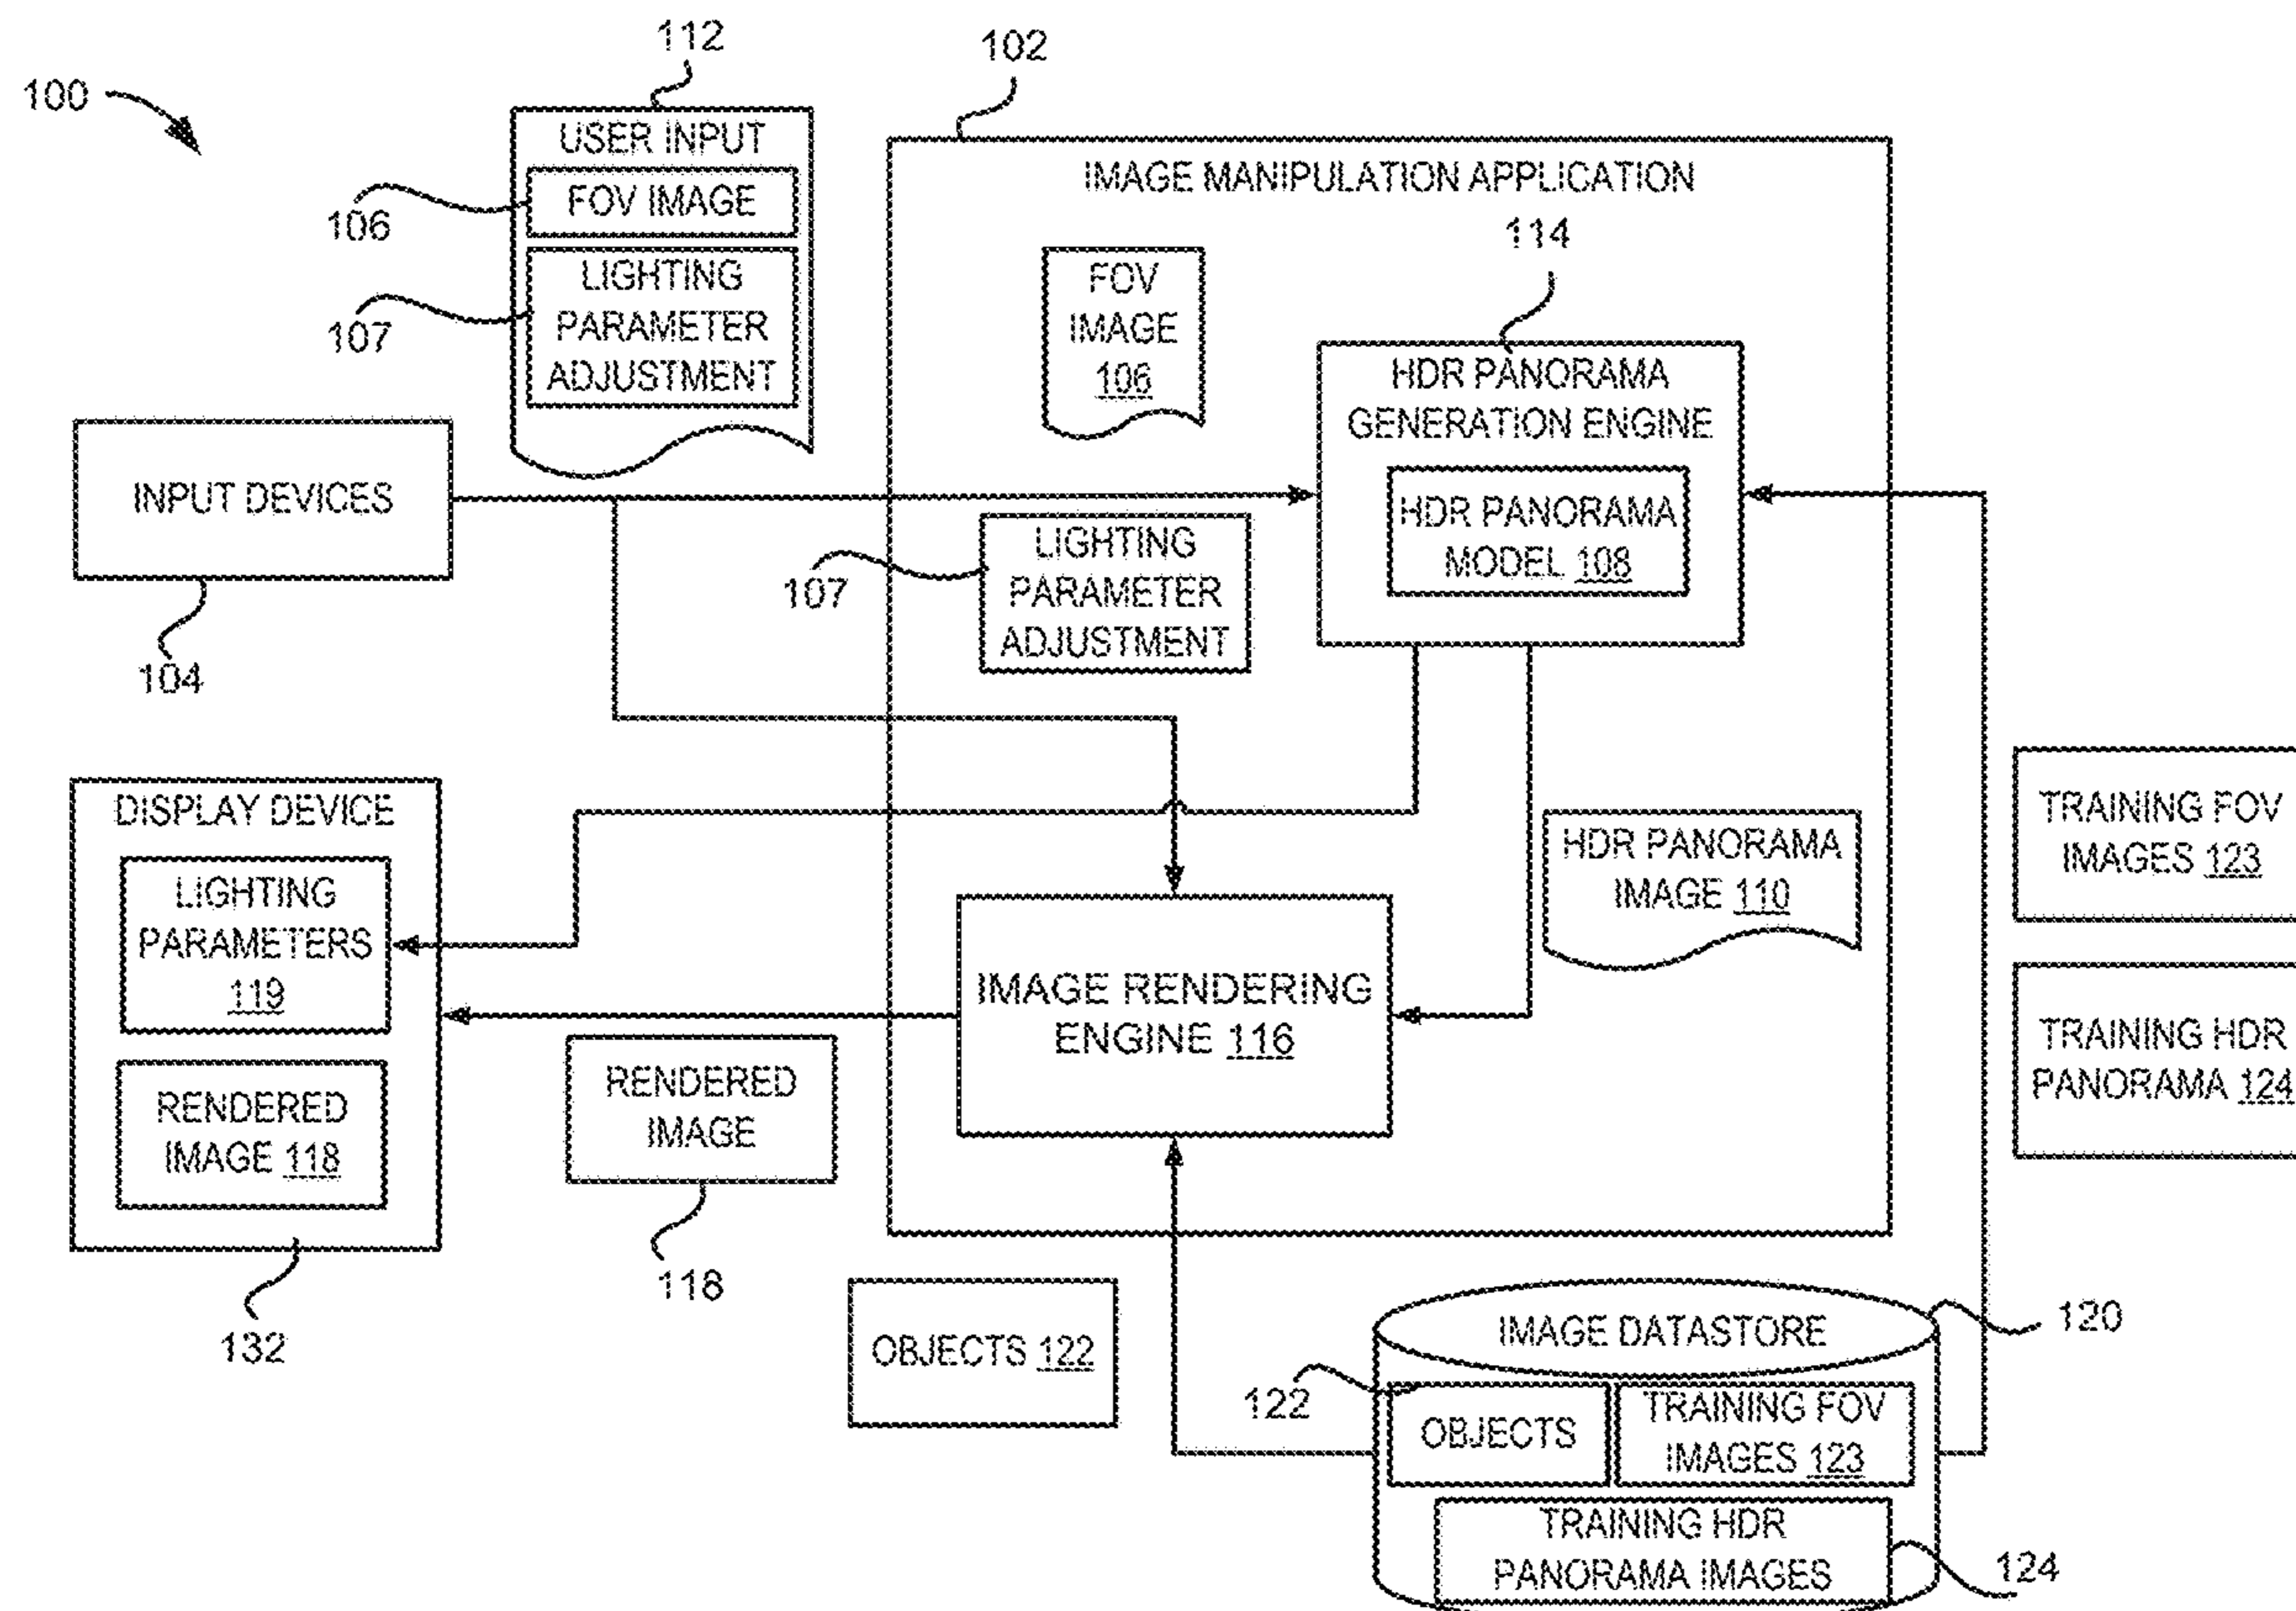 100
112
102
USER INPUT
FOV IMAGE
106
LIGHTING
PARAMETER
ADJUSTMENT
107
IMAGE MANIPULATION APPLICATION
114
FOV
IMAGE
106
HDR PANORAMA
GENERATION ENGINE
HDR PANORAMA
MODEL 108
INPUT DEVICES
104
LIGHTING
PARAMETER
ADJUSTMENT
107
DISPLAY DEVICE
LIGHTING
PARAMETERS
119
RENDERED
IMAGE 118
132
HDR PANORAMA
IMAGE 110
IMAGE RENDERING
ENGINE 116
RENDERED
IMAGE
118
TRAINING FOV
IMAGES 123
TRAINING HDR
PANORAMA 124
OBJECTS 122
IMAGE DATASTORE
120
122
OBJECTS
TRAINING FOV
IMAGES 123
TRAINING HDR
PANORAMA IMAGES
124